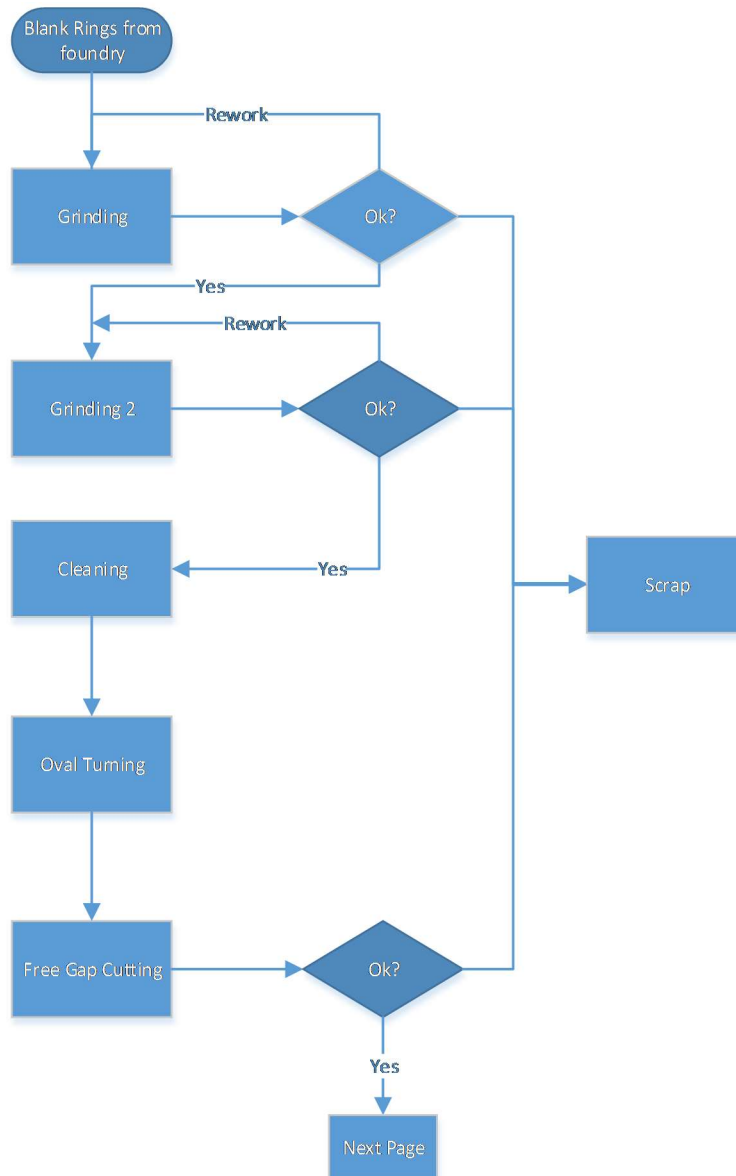 Blank Rings from
foundry
Rework
Grinding
Ok?
Yes
Rework
Grinding 2
Ok?
Cleaning
Yes
Scrap
Oval Turning
Free Gap Cutting
Ok?
Yes
Next Page